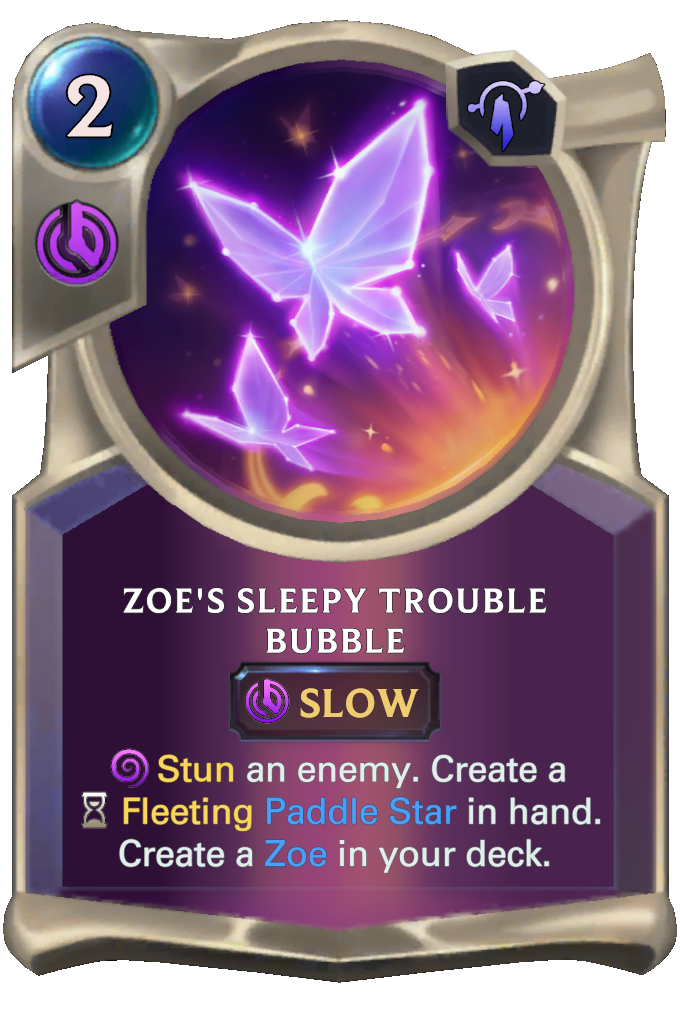 2
ZOE'S SLEEPY TROUBLE
BUBBLE
SLOW
Stun an enemy. Create a
Fleeting Paddle Star in hand.
Create a Zoe in your deck.